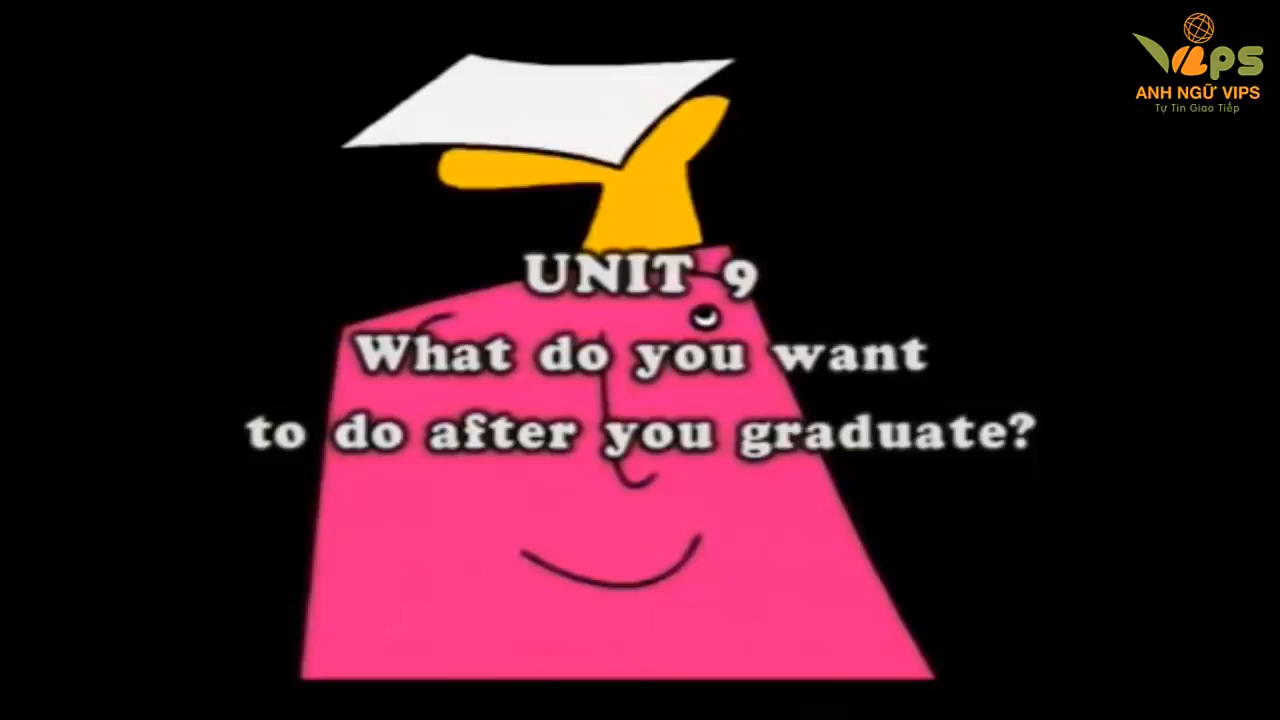 VIPS
ANH NGỮ VIPS
Tự Tin Giao Tiếp
UNIT 9
What do you want
to do after you graduate?